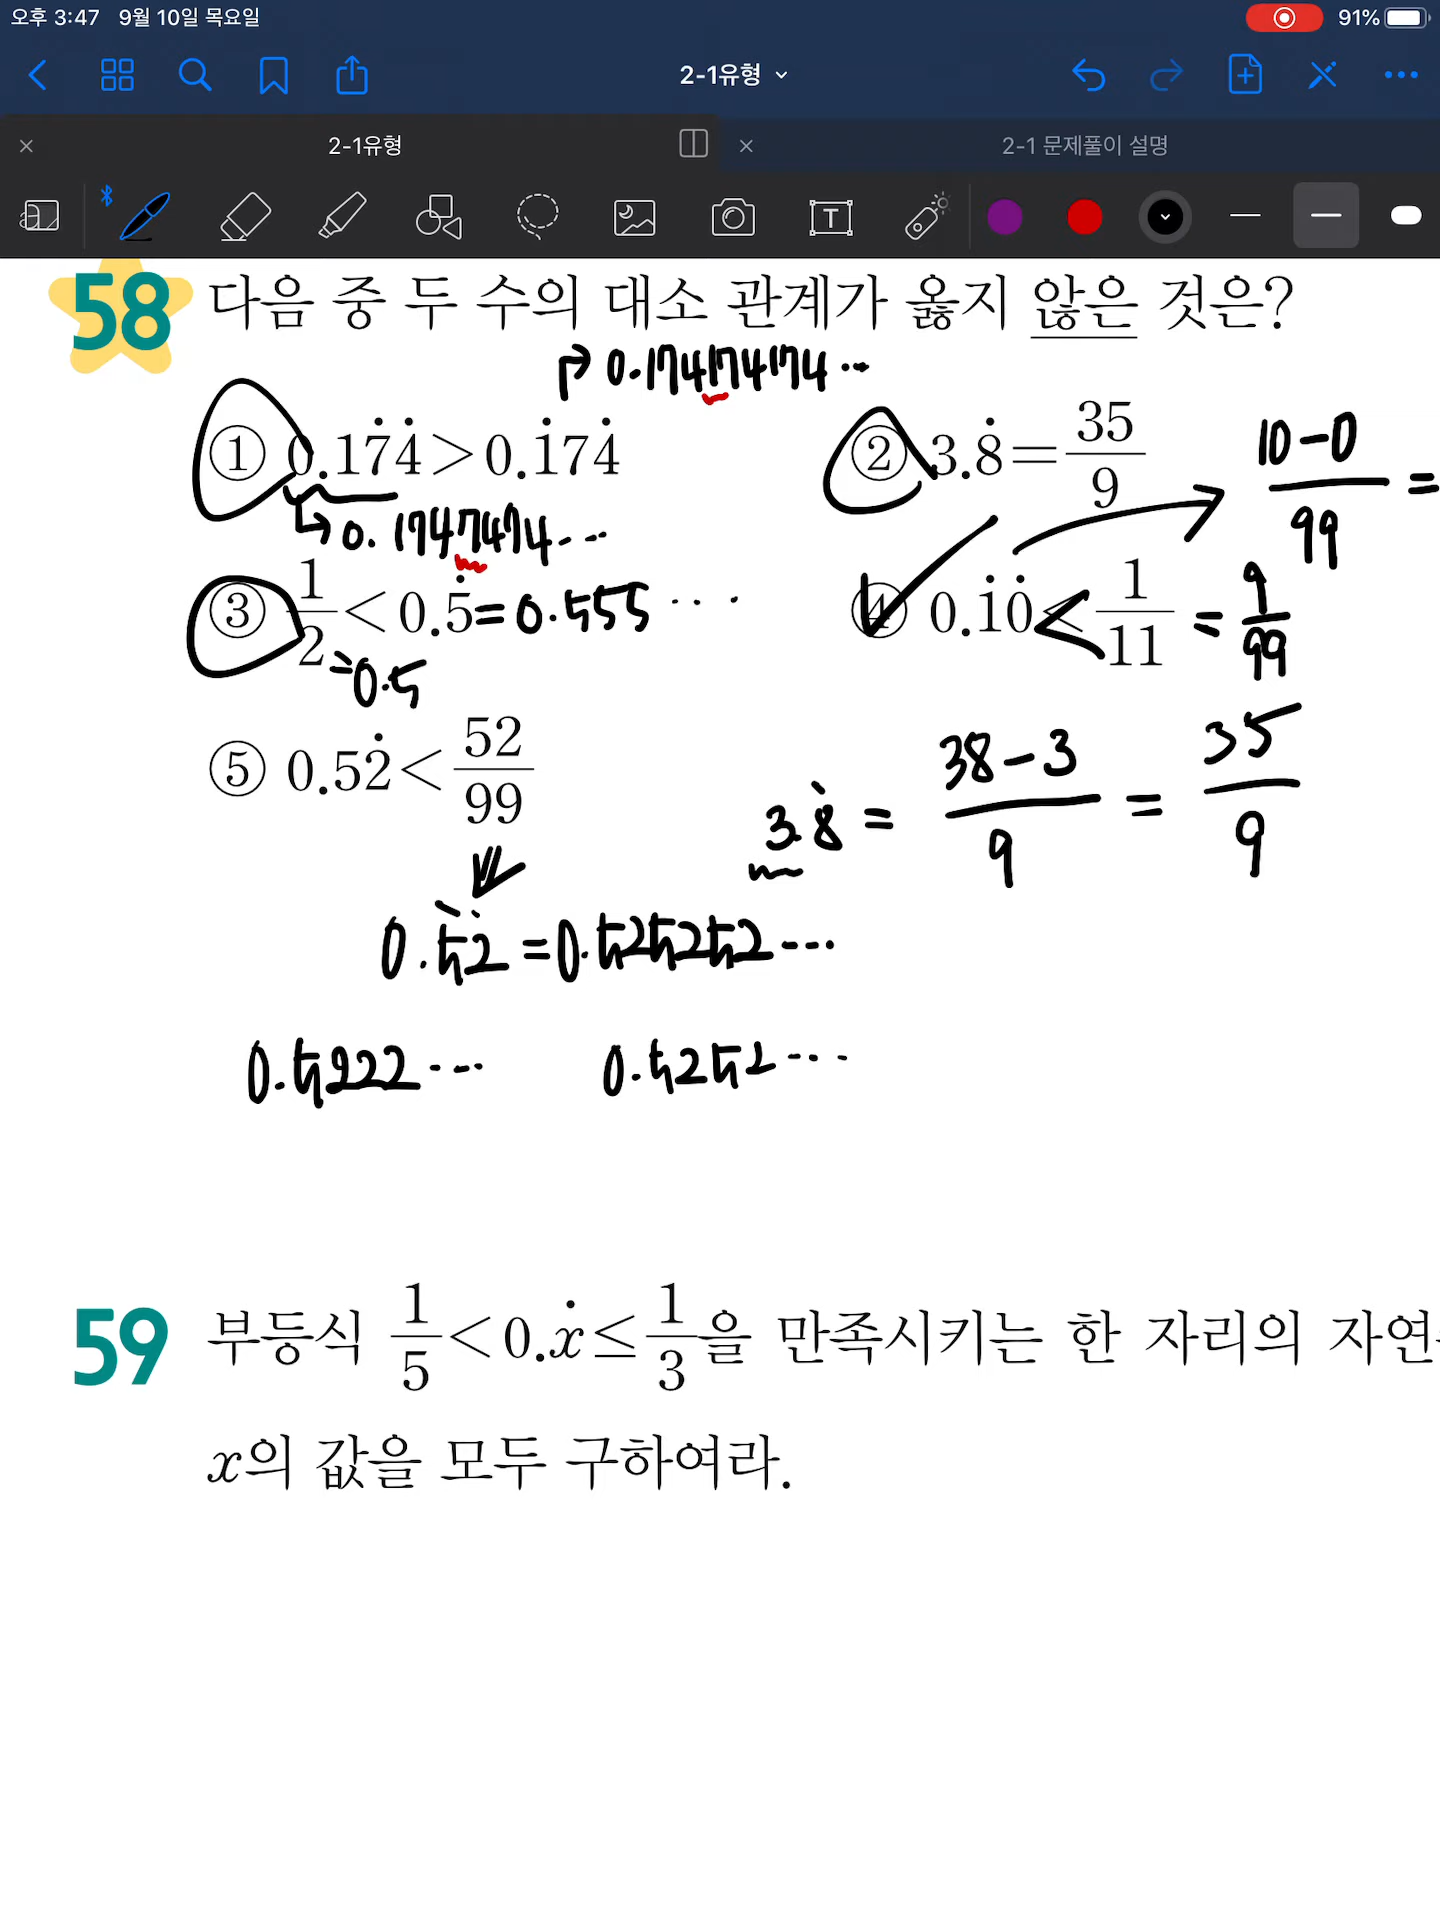 오후 3:47 9월 10일 목요일 91%
2-1유형
2-1유형 2-1 문제풀이 설명
58 다음 중 두 수의 대소 관계가 옳지 않은 것은?
0.174174174...
① 0.17̇4̇>0.1̇74̇ ② 3.8̇=35/9 10-0/99=
0.1747474...
③ 1/2<0.5̇=0.555... ④ 0.1̇0̇<1/11=9/99
=0.5
⑤ 0.52̇<52/99 3.8̇=38-3/9=35/9
0.5̇2̇=0.525252...
0.5222... 0.5252...
59 부등식 1/5<0.ẋ≤1/3을 만족시키는 한 자리의 자연
x의 값을 모두 구하여라.